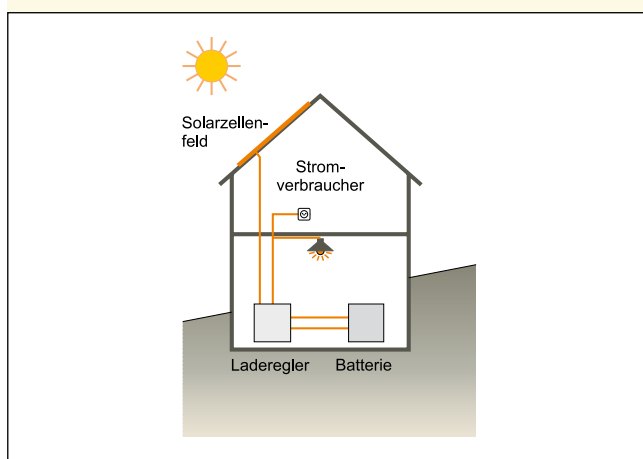 Solarzellen-
feld
Strom-
verbraucher
Laderegler
Batterie